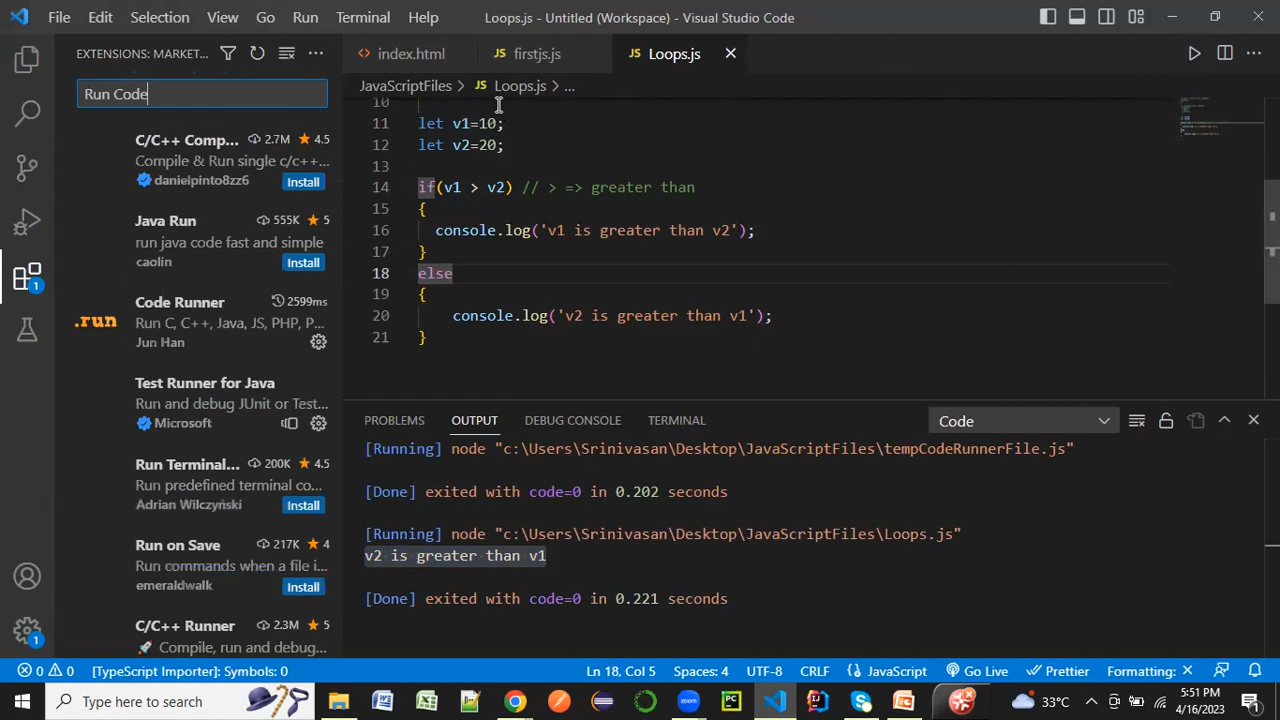 File Edit Selection View Go Run Terminal Help Loops.js - Untitled (Workspace) - Visual Studio Code
EXTENSIONS: MARKET...
index.html JS firstjs.js JS Loops.js
Run Code
JavaScriptFiles > JS Loops.js > ...
C/C++ Comp... 2.7M 4.5
Compile & Run single c/c++...
danielpinto8zz6 Install
Java Run 555K 5
run java code fast and simple
caolin Install
.run
Code Runner 2599ms
Run C, C++, Java, JS, PHP, P...
Jun Han
Test Runner for Java
Run and debug JUnit or Test...
Microsoft
Run Terminal... 200K 4.5
Run predefined terminal co...
Adrian Wilczyński Install
Run on Save 217K 4
Run commands when a file i...
emeraldwalk Install
C/C++ Runner 2.3M 5
Compile, run and debug...
10
11 let v1=10;
12 let v2=20;
13
14 if(v1 > v2) // > => greater than
15 {
16 console.log('v1 is greater than v2');
17 }
18 else
19 {
20 console.log('v2 is greater than v1');
21 }
PROBLEMS OUTPUT DEBUG CONSOLE TERMINAL Code
[Running] node "c:\Users\Srinivasan\Desktop\JavaScriptFiles\tempCodeRunnerFile.js"
[Done] exited with code=0 in 0.202 seconds
[Running] node "c:\Users\Srinivasan\Desktop\JavaScriptFiles\Loops.js"
v2 is greater than v1
[Done] exited with code=0 in 0.221 seconds
1
1
0 0 [TypeScript Importer]: Symbols: 0 Ln 18, Col 5 Spaces: 4 UTF-8 CRLF JavaScript Go Live Prettier Formatting: ×
Type here to search zoom PC 33°C 5:51 PM
4/16/2023 1